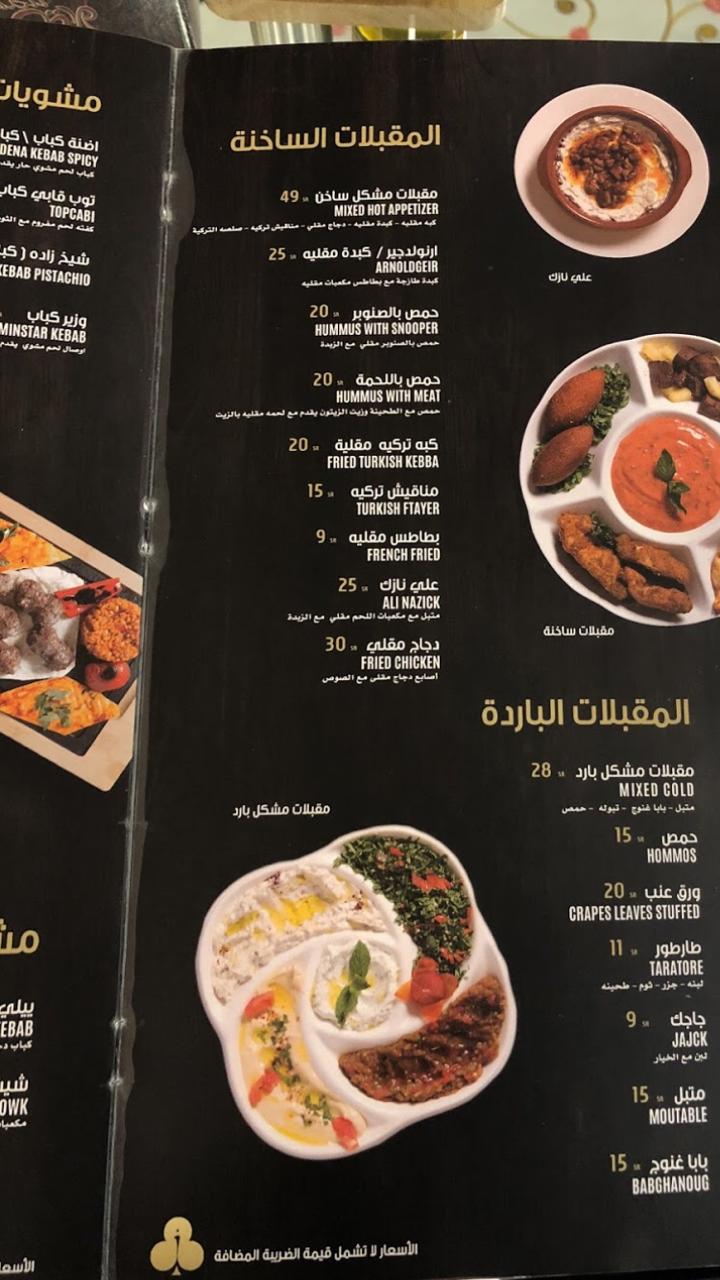 مشويات
اضنة كباب \ كبا
DENA KEBAB SPICY
كباب لحم مشوي حار يقد
توب قابي كباب
TOPCABI
كفته لحم مفروم مع الثو
شيخ زاده ( كبا
KEBAB PISTACHIO
وزير كباب
MINSTAR KEBAB
اوصال لحم مشوي يقدم
مش
بيلي
EBAB
كباب دج
شيش
OWK
مكعبات
الأسعار
المقبلات الساخنة
مقبلات مشكل ساخن 49 SR
MIXED HOT APPETIZER
كبه مقليه - كبدة مقليه - دجاج مقلي - مناقيش تركيه - صلصه التركية
ارنولدجير / كبدة مقليه 25 SR
ARNOLDGEIR
كبدة طازجة مع بطاطس مكعبات مقليه
حمص بالصنوبر 20 SR
HUMMUS WITH SNOOPER
حمص بالصنوبر مقلي مع الزبدة
حمص باللحمة 20 SR
HUMMUS WITH MEAT
حمص مع الطحينة وزيت الزيتون يقدم مع لحمه مقليه بالزيت
كبه تركيه مقلية 20 SR
FRIED TURKISH KEBBA
مناقيش تركيه 15 SR
TURKISH FTAYER
بطاطس مقليه 9 SR
FRENCH FRIED
علي نازك 25 SR
ALI NAZICK
متبل مع مكعبات اللحم مقلي مع الزبدة
دجاج مقلي 30 SR
FRIED CHICKEN
أصابع دجاج مقلي مع الصوص
علي نازك
مقبلات ساخنة
المقبلات الباردة
مقبلات مشكل بارد 28 SR
MIXED COLD
متبل - بابا غنوج - تبوله - حمص
حمص 15 SR
HOMMOS
ورق عنب 20 SR
CRAPES LEAVES STUFFED
طارطور 11 SR
TARATORE
لبنه - جزر - ثوم - طحينه
جاجك 9 SR
JAJCK
لبن مع الخيار
متبل 15 SR
MOUTABLE
بابا غنوج 15 SR
BABGHANOUG
مقبلات مشكل بارد
الأسعار لا تشمل قيمة الضريبة المضافة